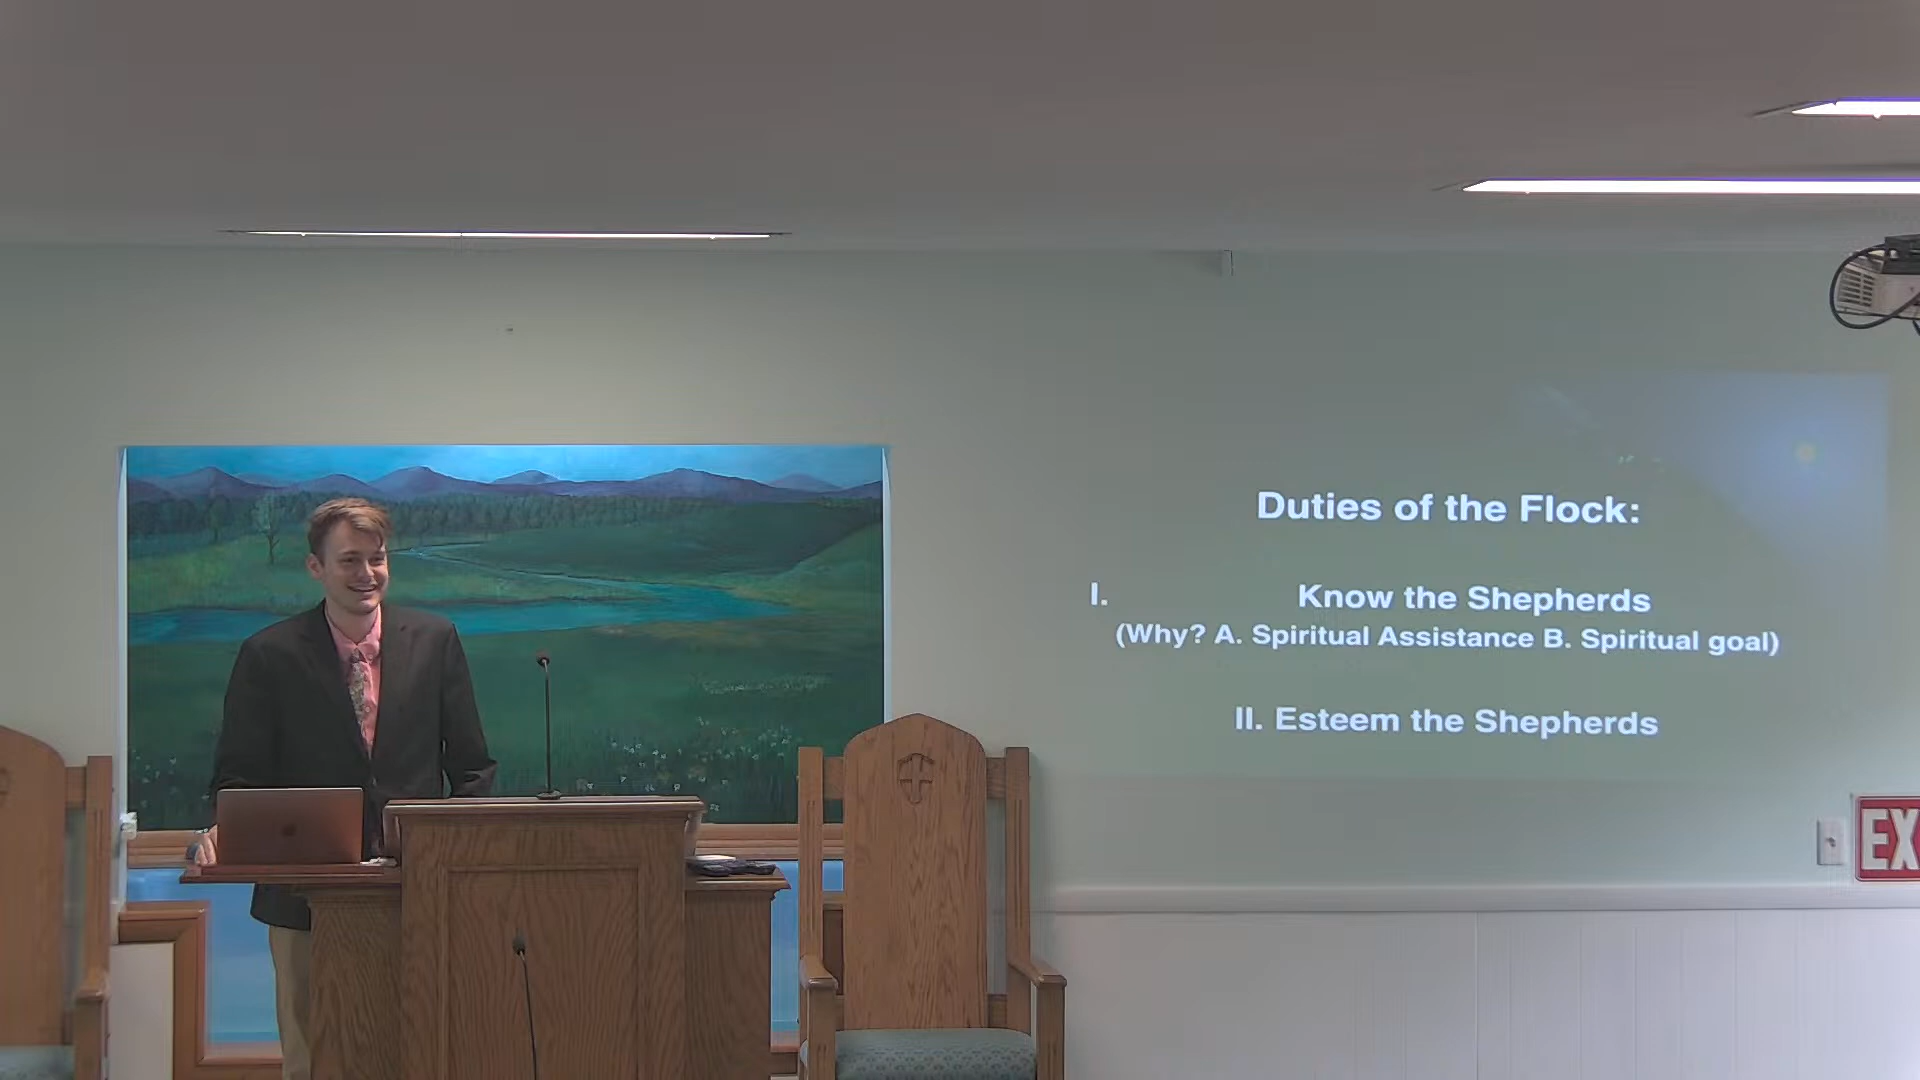 Duties of the Flock:
I. Know the Shepherds
(Why? A. Spiritual Assistance B. Spiritual goal)
II. Esteem the Shepherds
EX